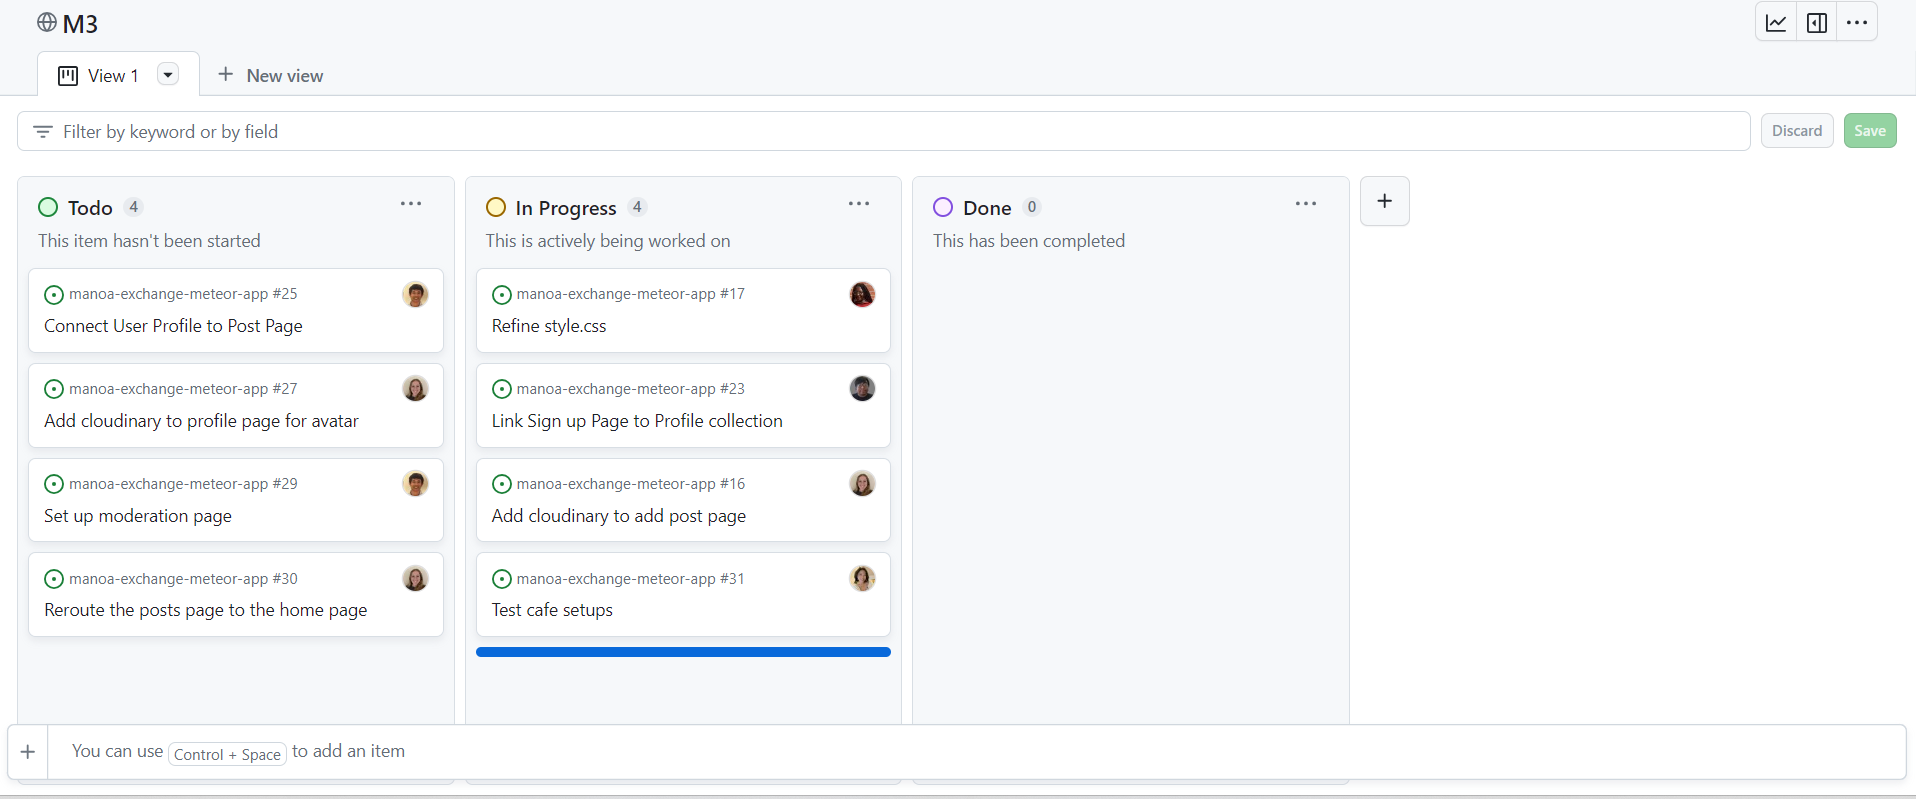 M3
View 1
New view
Filter by keyword or by field
Discard
Save
Todo 4
This item hasn't been started
manoa-exchange-meteor-app #25
Connect User Profile to Post Page
manoa-exchange-meteor-app #27
Add cloudinary to profile page for avatar
manoa-exchange-meteor-app #29
Set up moderation page
manoa-exchange-meteor-app #30
Reroute the posts page to the home page
In Progress 4
This is actively being worked on
manoa-exchange-meteor-app #17
Refine style.css
manoa-exchange-meteor-app #23
Link Sign up Page to Profile collection
manoa-exchange-meteor-app #16
Add cloudinary to add post page
manoa-exchange-meteor-app #31
Test cafe setups
Done 0
This has been completed
You can use Control + Space to add an item